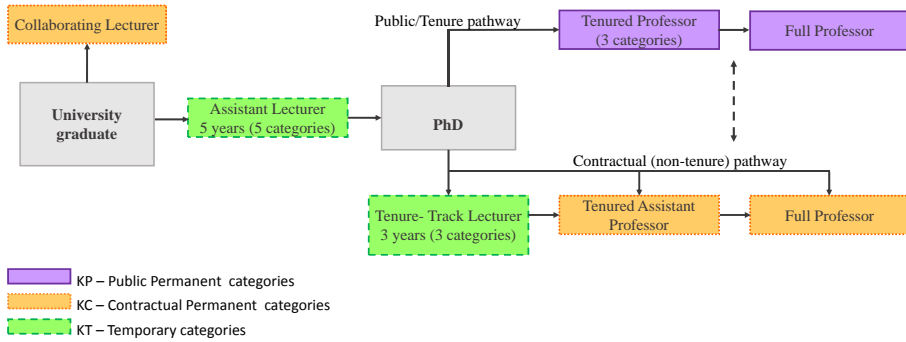 Collaborating Lecturer
Public/Tenure pathway
Tenured Professor
(3 categories)
Full Professor
University
graduate
Assistant Lecturer
5 years (5 categories)
PhD
Contractual (non-tenure) pathway
Tenure- Track Lecturer
3 years (3 categories)
Tenured Assistant
Professor
Full Professor
KP – Public Permanent categories
KC – Contractual Permanent categories
KT – Temporary categories